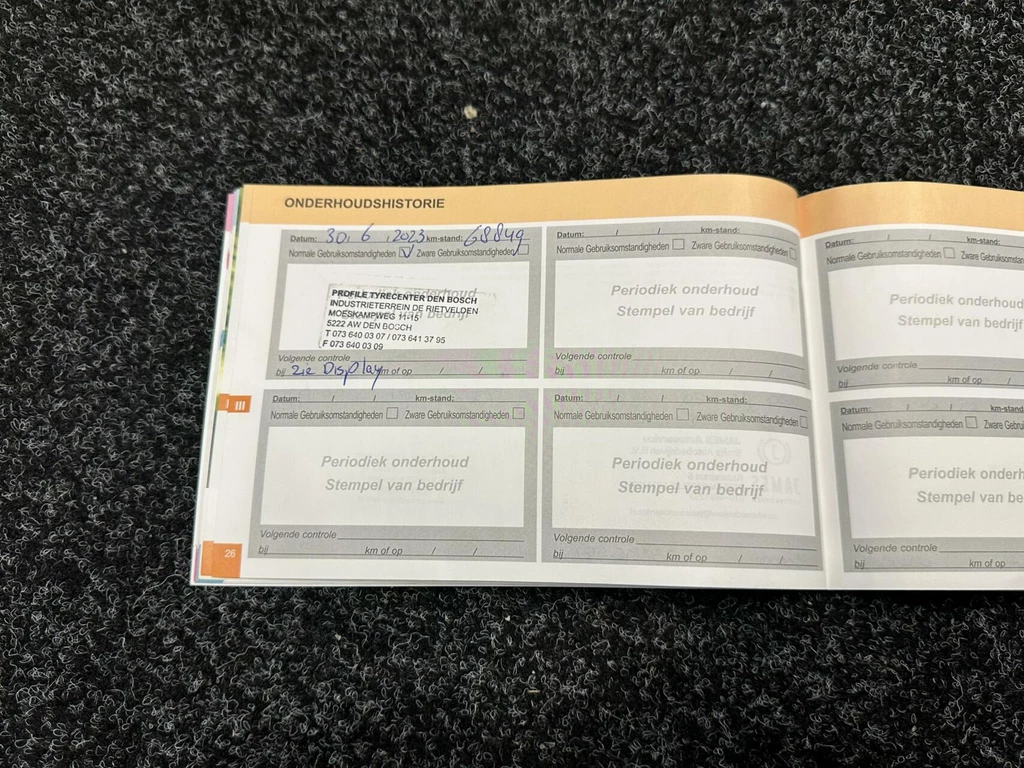 ONDERHOUDSHISTORIE
Datum: 30 / 6 / 2023 km-stand: 68849
Normale Gebruiksomstandigheden Zware Gebruiksomstandigheden
Periodiek onderhoud
Stempel van bedrijf
PROFILE TYRECENTER DEN BOSCH
INDUSTRIETERREIN DE RIETVELDEN
MOESKAMPWEG 11-15
5222 AW DEN BOSCH
T 073 640 03 07 / 073 641 37 95
F 073 640 03 09
Volgende controle
bij zie Display km of op / /
Datum: / / km-stand:
Normale Gebruiksomstandigheden Zware Gebruiksomstandigheden
Periodiek onderhoud
Stempel van bedrijf
Volgende controle
bij km of op / /
Datum: / / km-stand:
Normale Gebruiksomstandigheden Zware Gebruiksomstandigheden
Periodiek onderhoud
Stempel van bedrijf
Volgende controle
bij km of op /
III
Datum: / / km-stand:
Normale Gebruiksomstandigheden Zware Gebruiksomstandigheden
Periodiek onderhoud
Stempel van bedrijf
Volgende controle
bij km of op / /
Datum: / / km-stand:
Normale Gebruiksomstandigheden Zware Gebruiksomstandigheden
Periodiek onderhoud
Stempel van bedrijf
Volgende controle
bij km of op / /
Datum: / / km-stand
Normale Gebruiksomstandigheden Zware Gebru
Periodiek onderh
Stempel van be
Volgende controle
bij km of op
26